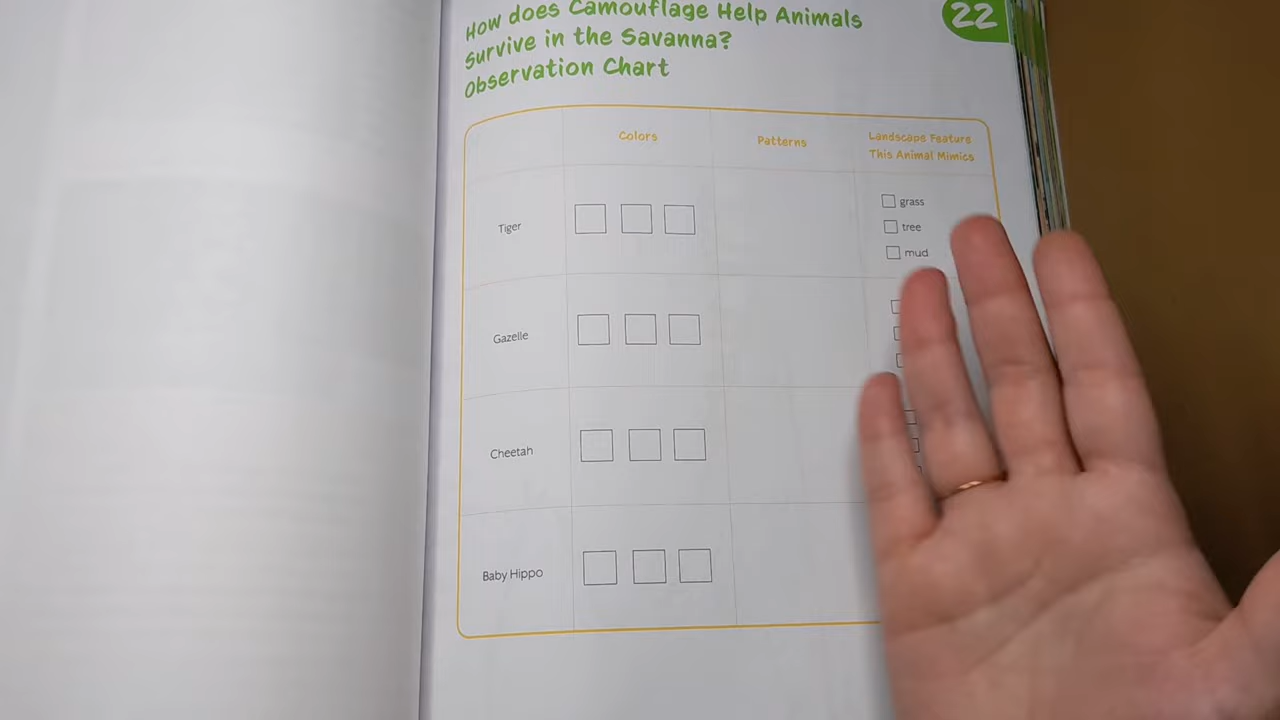 How does Camouflage Help Animals
Survive in the Savanna?
Observation Chart
22
Colors
Patterns
Landscape Feature
This Animal Mimics
Tiger
grass
tree
mud
Gazelle
Cheetah
Baby Hippo